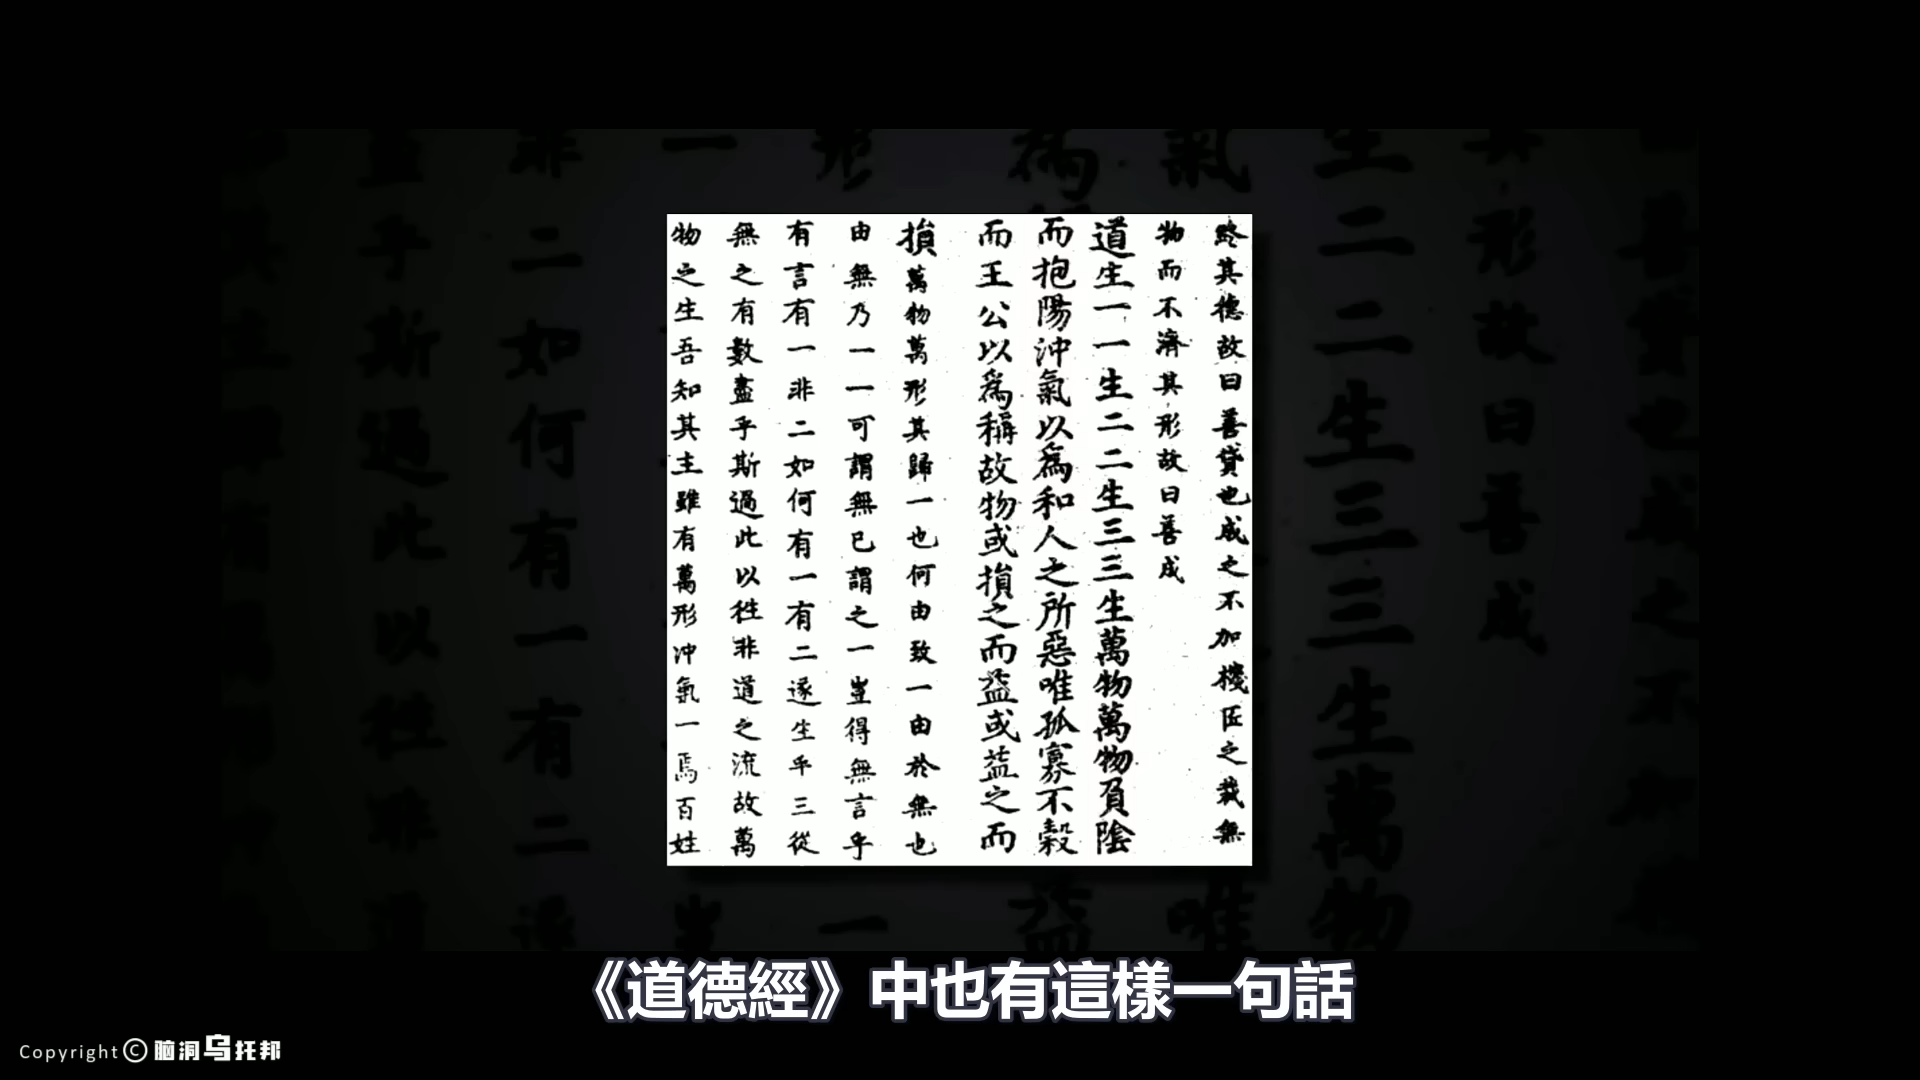 終其德故曰善貸也成之不加機匠之裁無
物而不濟其形故曰善成
道生一一生二二生三三生萬物萬物負陰
而抱陽沖氣以為和人之所惡唯孤寡不穀
而王公以為稱故物或損之而益或益之而
損萬物萬形其歸一也何由致一由於無也
由無乃一一可謂無已謂之一豈得無言乎
有言有一非二如何有一有二遂生乎三從
無之有數盡乎斯過此以往非道之流故萬
物之生吾知其主雖有萬形沖氣一焉百姓
《道德經》中也有這樣一句話
Copyright © 脑洞乌托邦